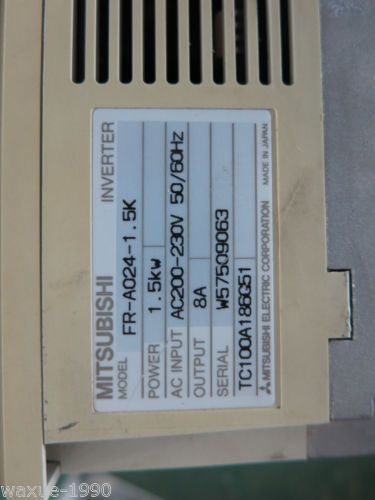 MITSUBISHI INVERTER
MODEL FR-A024-1.5K
POWER 1.5kW
AC INPUT AC200-230V 50/60Hz
OUTPUT 8A
SERIAL W57509063
TC100A186G51
MITSUBISHI ELECTRIC CORPORATION MADE IN JAPAN
waxue-1990